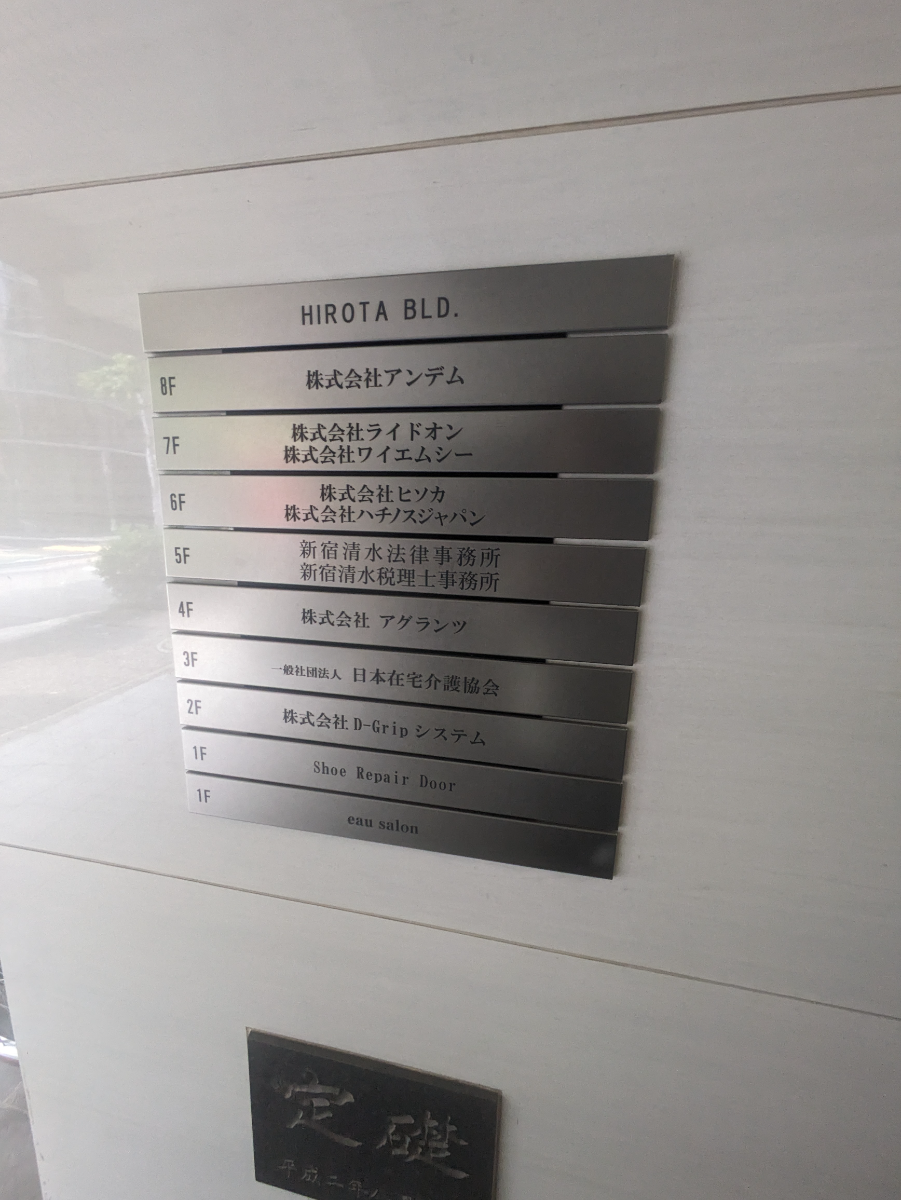 HIROTA BLD.
8F 株式会社アンデム
7F 株式会社ライドオン
株式会社ワイエムシー
6F 株式会社ヒソカ
株式会社ハチノスジャパン
5F 新宿清水法律事務所
新宿清水税理士事務所
4F 株式会社 アグランツ
3F 一般社団法人 日本在宅介護協会
2F 株式会社 D-Grip システム
1F Shoe Repair Door
1F eau salon
定礎
平成二年